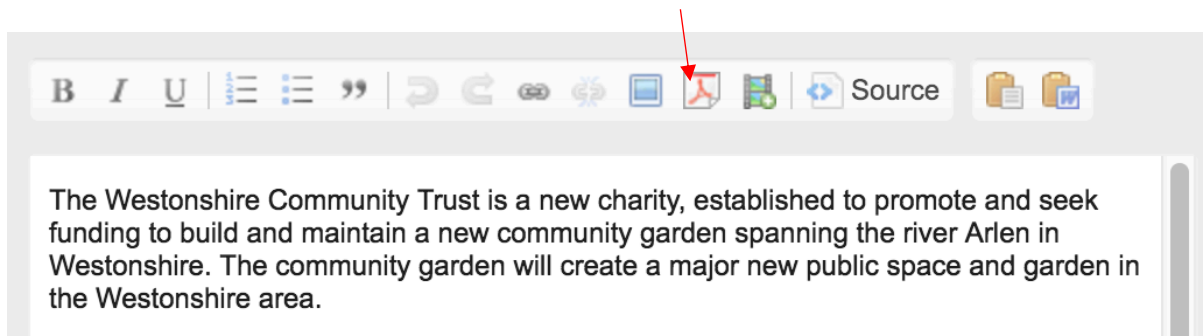 B I U Source
The Westonshire Community Trust is a new charity, established to promote and seek
funding to build and maintain a new community garden spanning the river Arlen in
Westonshire. The community garden will create a major new public space and garden in
the Westonshire area.